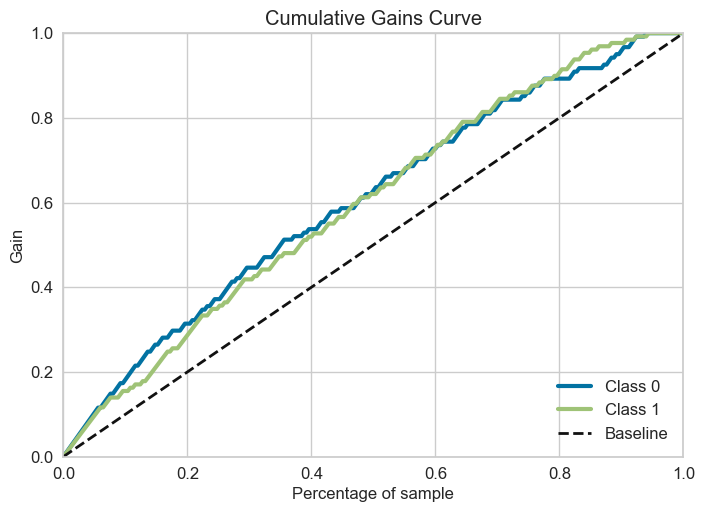 Cumulative Gains Curve
1.0
0.8
0.6
0.4
0.2
0.0
Gain
0.0 0.2 0.4 0.6 0.8 1.0
Percentage of sample
Class 0
Class 1
Baseline